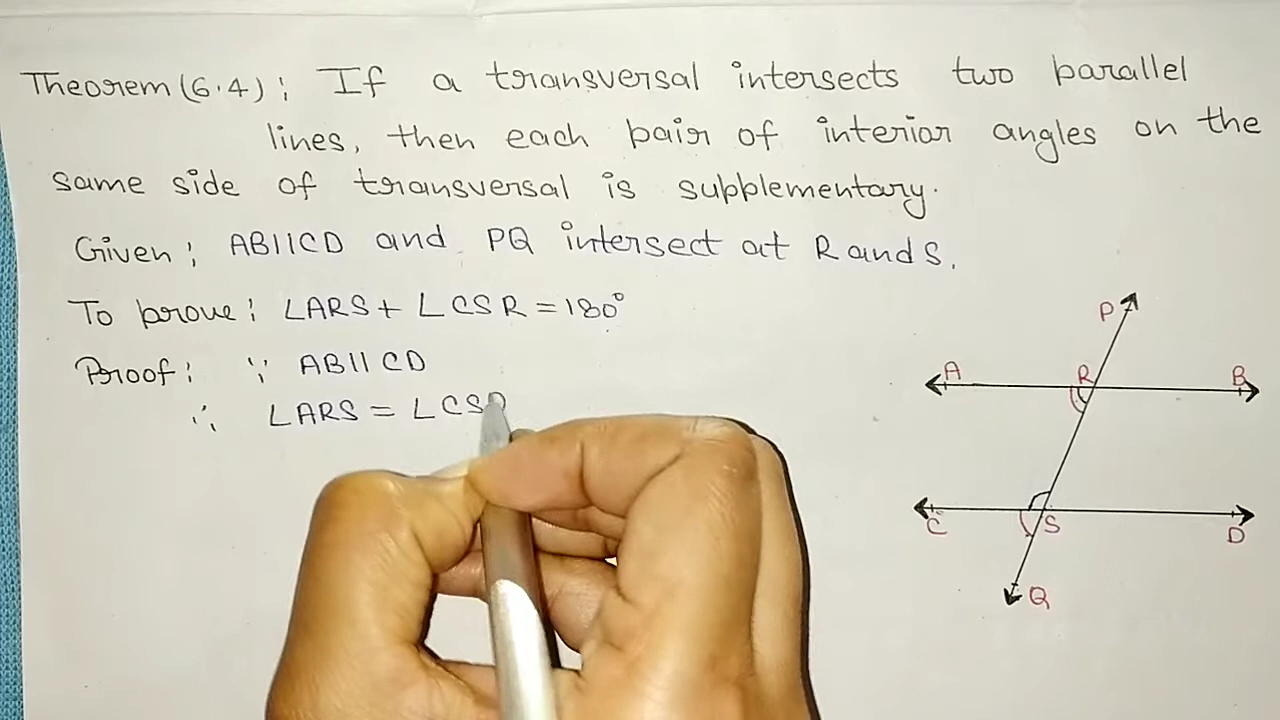 Theorem (6.4) : If a transversal intersects two parallel
lines, then each pair of interior angles on the
same side of transversal is supplementary.
Given : AB||CD and PQ intersect at R and S.
To prove : ∠ARS + ∠CSR = 180°
Proof : ∵ AB||CD
∴ ∠ARS =
P
A R B
C S D
Q